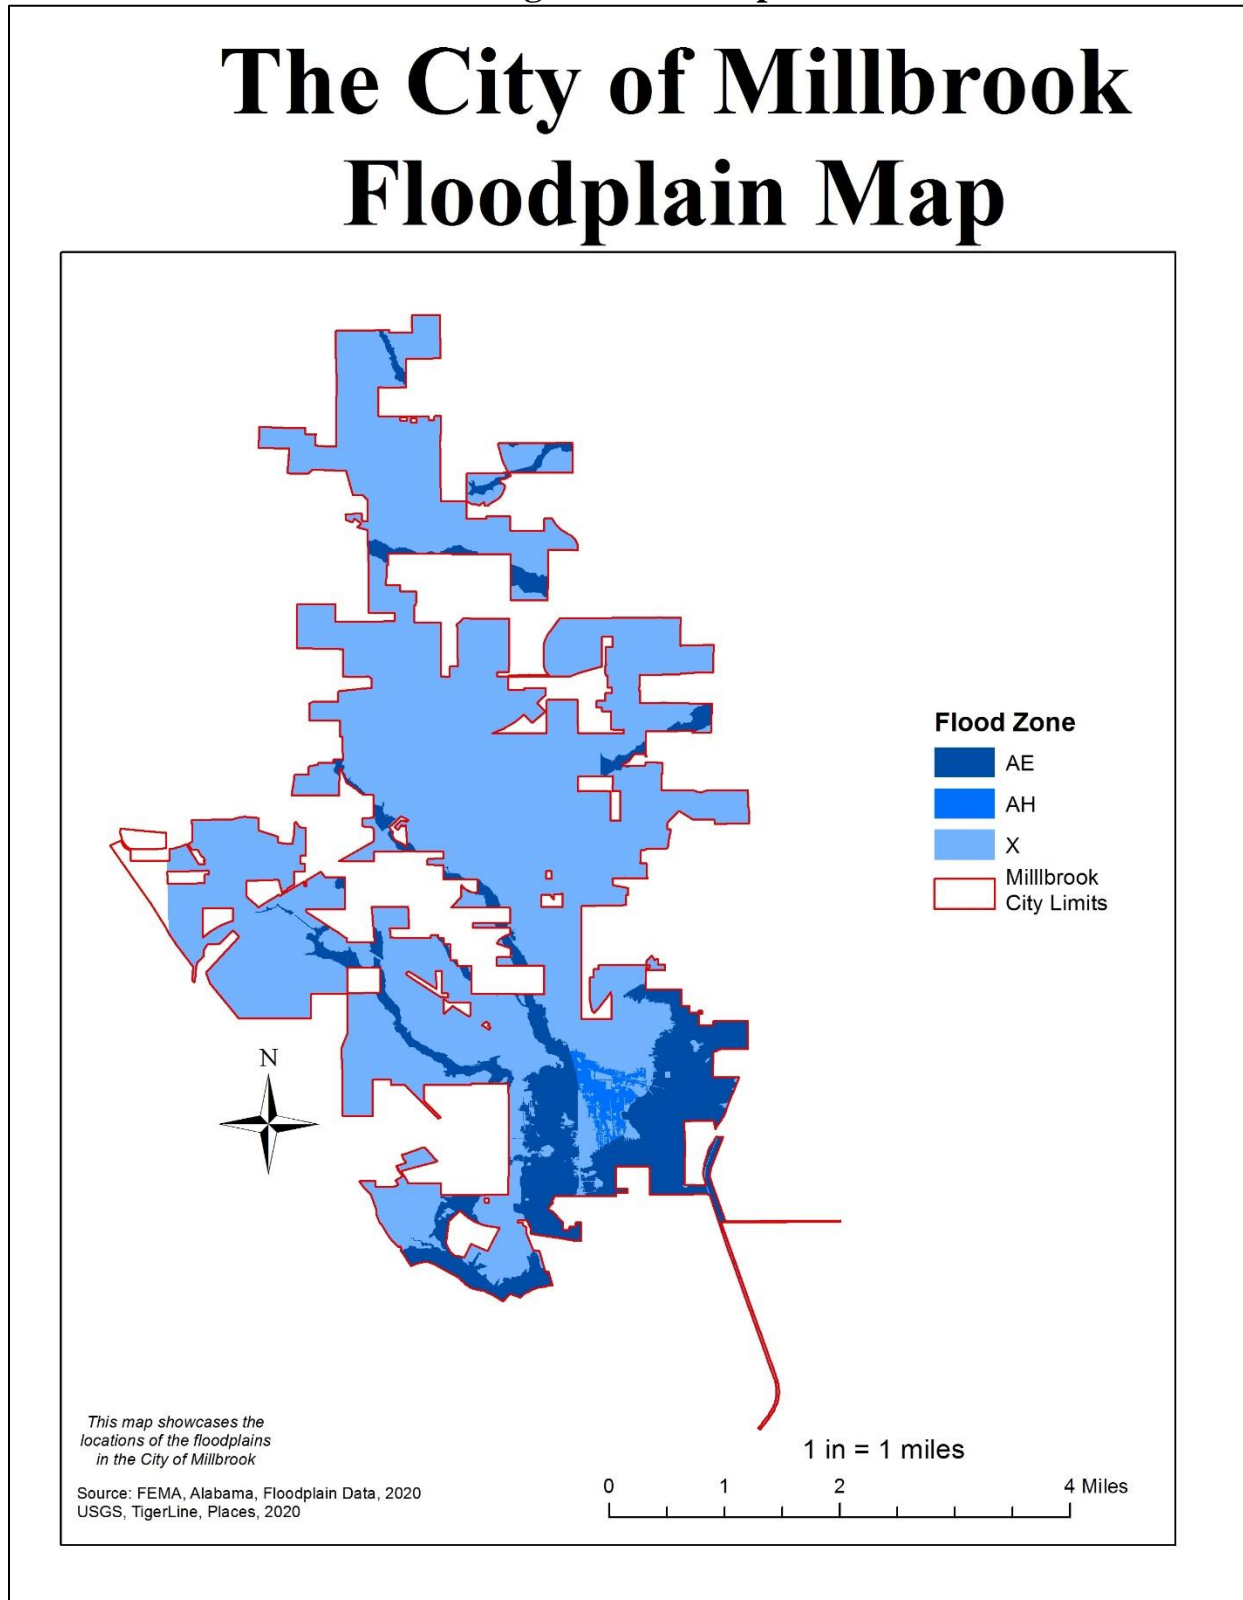 The City of Millbrook
Floodplain Map
Flood Zone
AE
AH
X
Milllbrook
City Limits
N
This map showcases the
locations of the floodplains
in the City of Millbrook
Source: FEMA, Alabama, Floodplain Data, 2020
USGS, TigerLine, Places, 2020
1 in = 1 miles
0 1 2 4 Miles